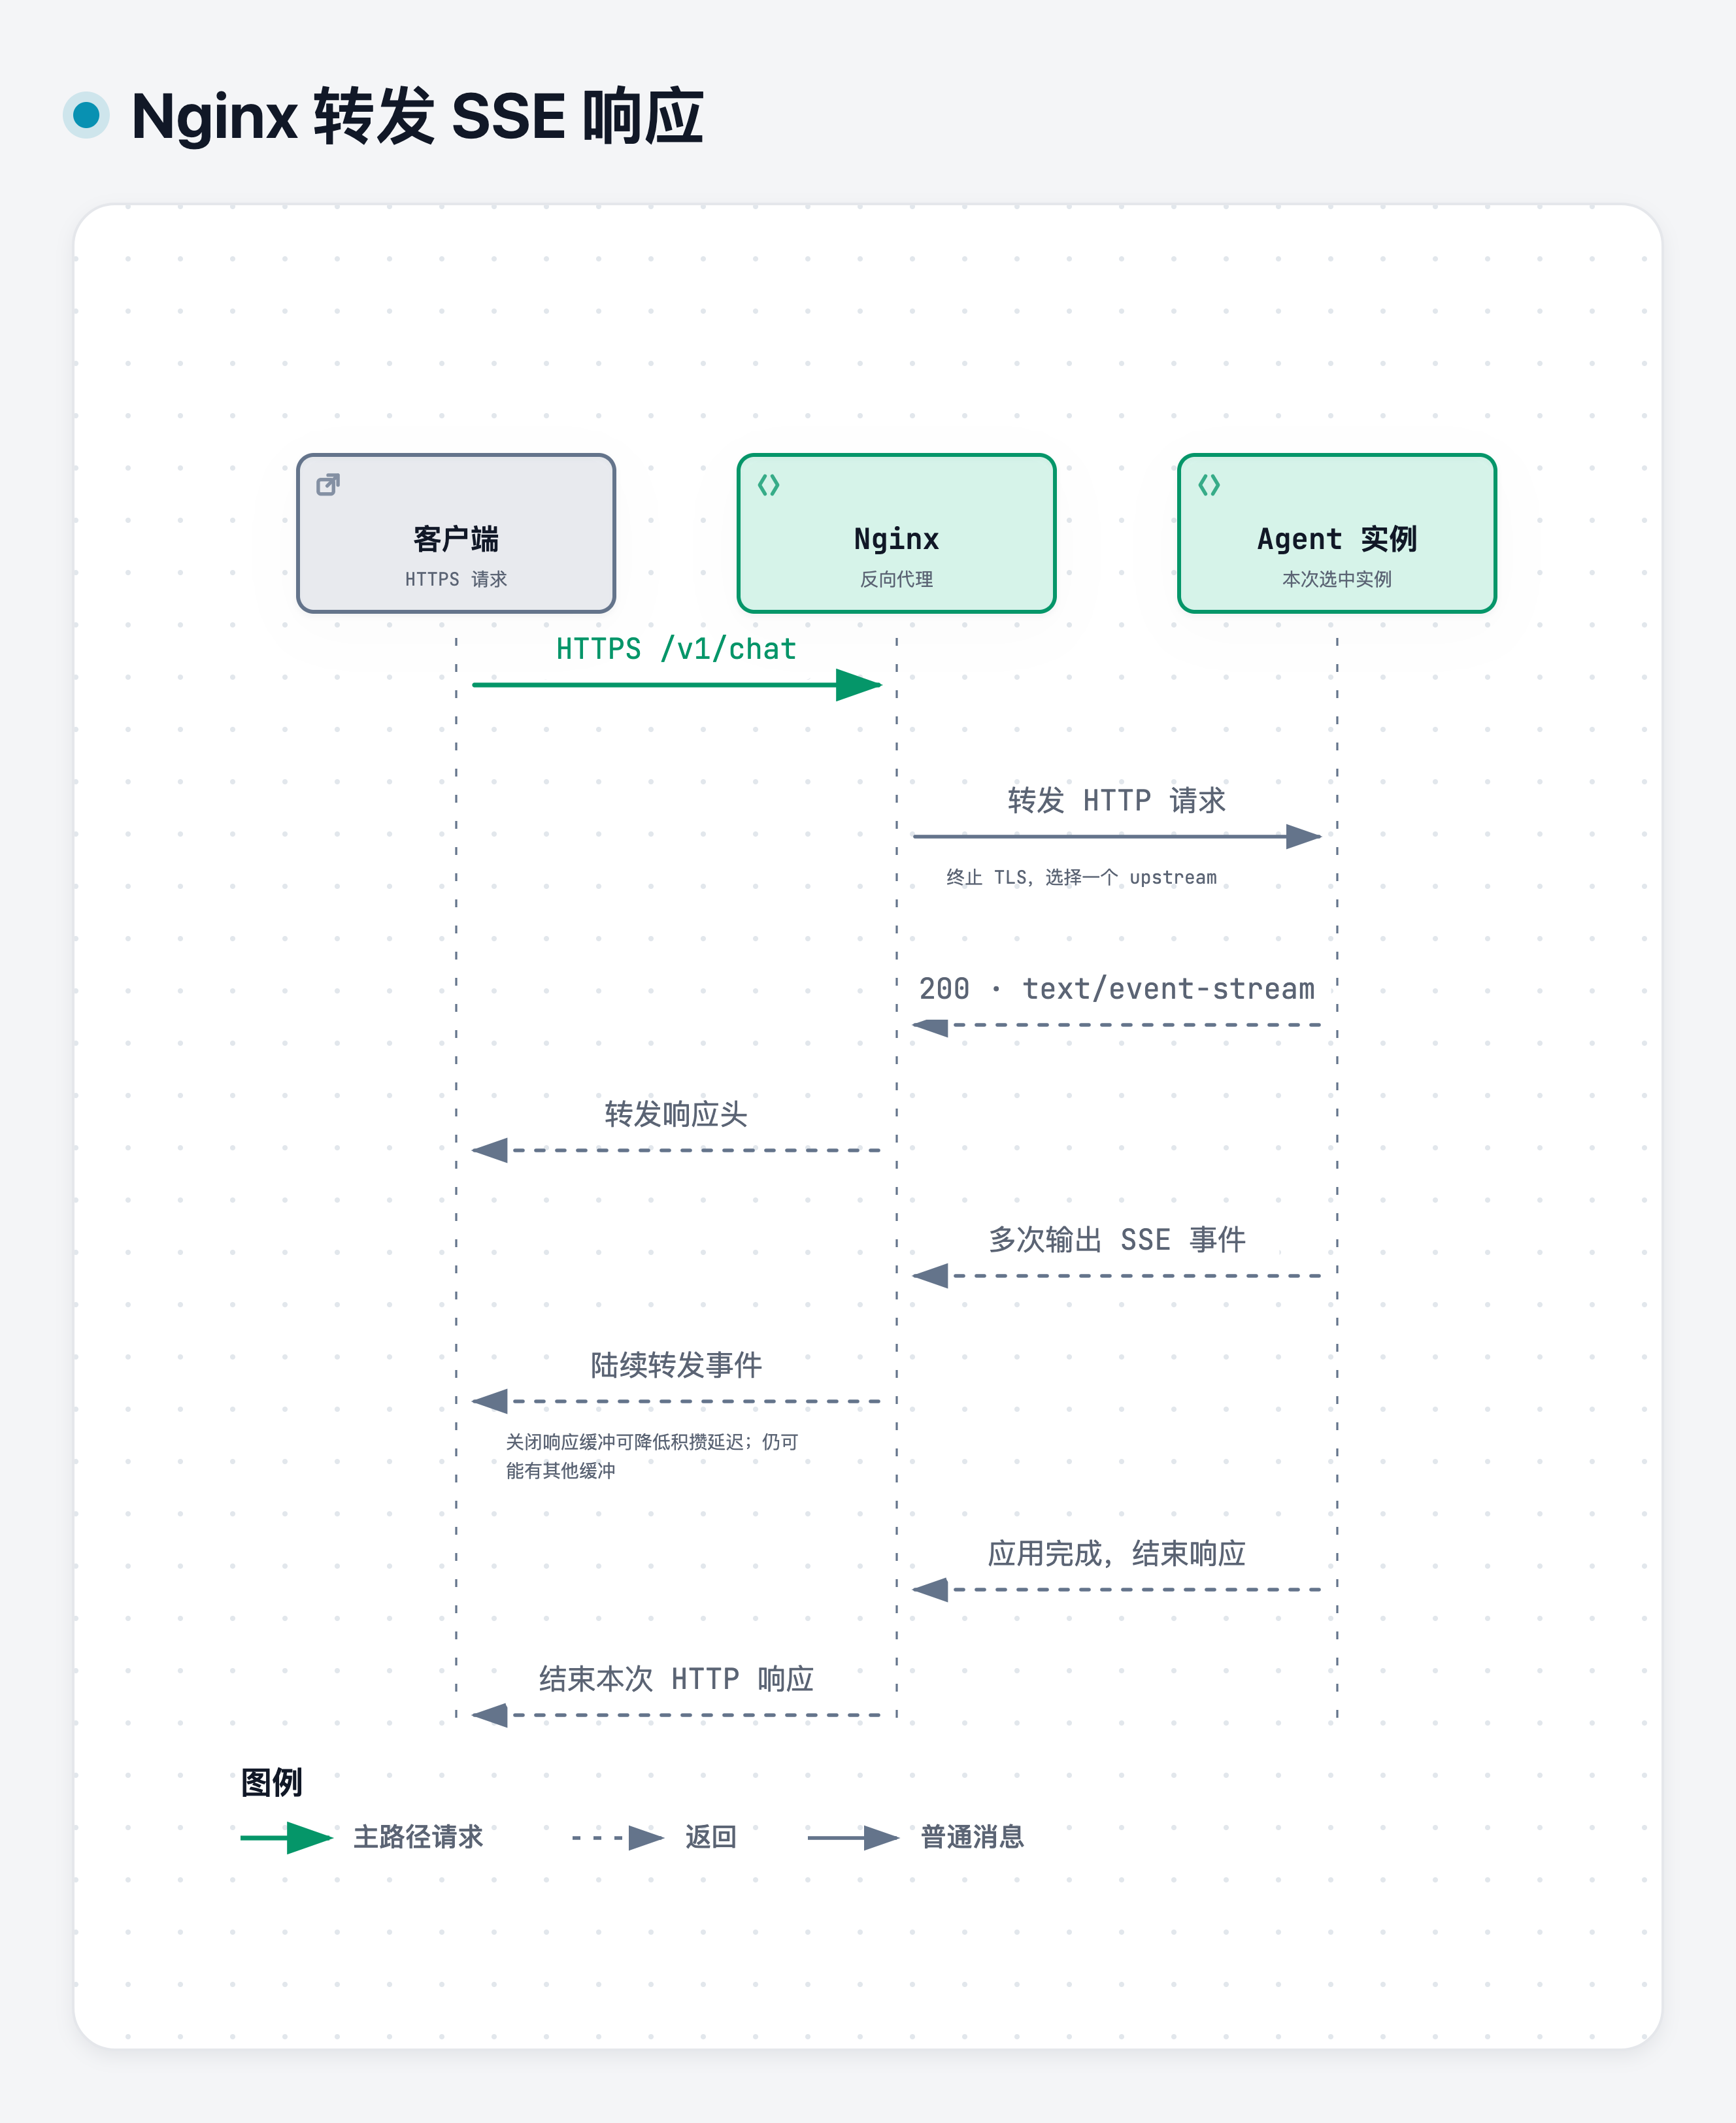 Nginx 转发 SSE 响应
客户端
HTTPS 请求
Nginx
反向代理
Agent 实例
本次选中实例
HTTPS /v1/chat
转发 HTTP 请求
终止 TLS，选择一个 upstream
200 · text/event-stream
转发响应头
多次输出 SSE 事件
陆续转发事件
关闭响应缓冲可降低积攒延迟；仍可
能有其他缓冲
应用完成，结束响应
结束本次 HTTP 响应
图例
主路径请求
返回
普通消息